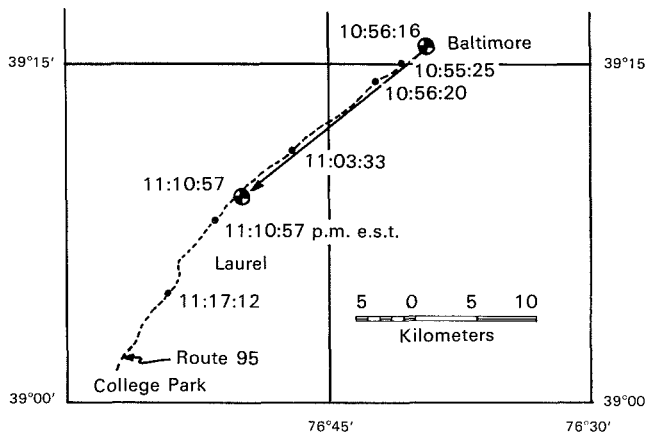 10:56:16
Baltimore
39°15'
39°15'
10:55:25
10:56:20
11:03:33
11:10:57
11:10:57 p.m. e.s.t.
Laurel
11:17:12
5 0 5 10
Kilometers
Route 95
College Park
39°00'
39°00'
76°45'
76°30'